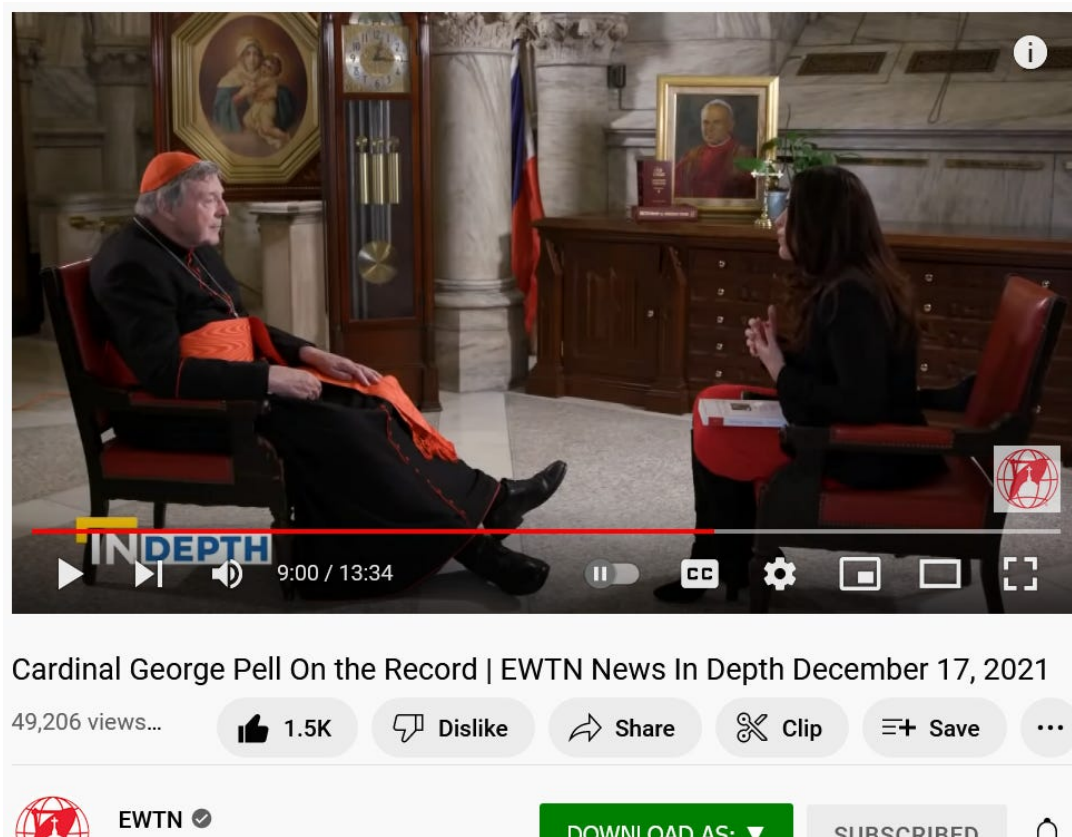 INDEPTH
9:00 / 13:34
CC
Cardinal George Pell On the Record | EWTN News In Depth December 17, 2021
49,206 views...
1.5K
Dislike
Share
Clip
Save
EWTN
DOWNLOAD AS: ▼
SUBSCRIBED